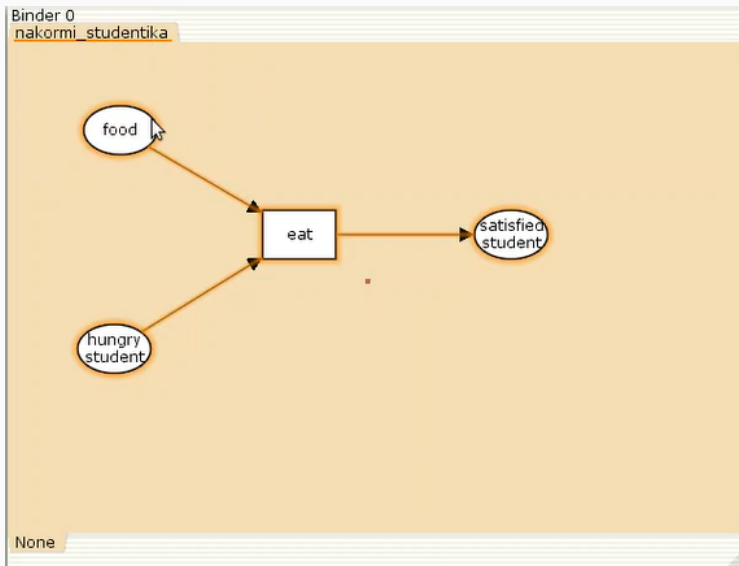 Binder 0
nakormi_studentika
food
eat
satisfied
student
hungry
student
None